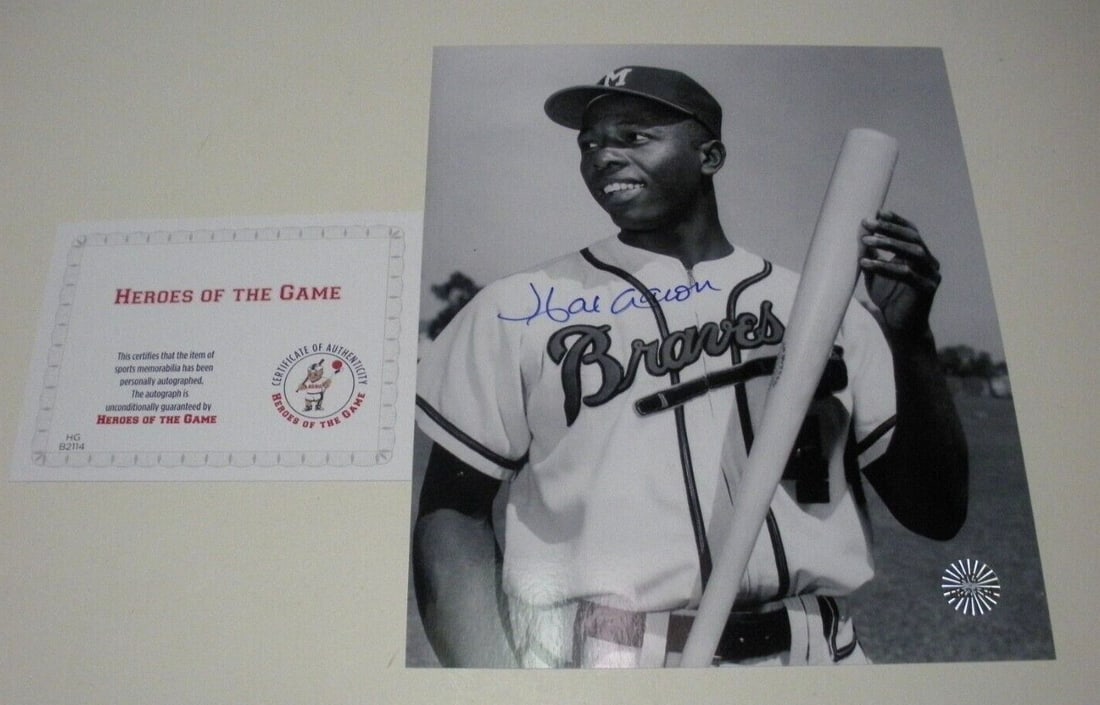 HEROES OF THE GAME
This certifies that the item of
sports memorabilia has been
personally autographed.
The autograph is
unconditionally guaranteed by
HEROES OF THE GAME
HG
B2114
CERTIFICATE OF AUTHENTICITY
HEROES OF THE GAME
M
Hank Aaron
Braves